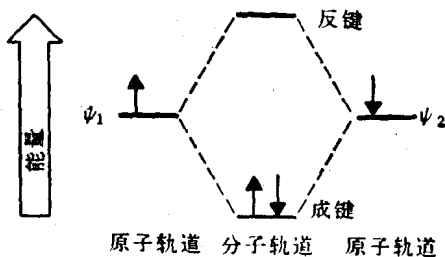 反键
ψ₁
ψ₂
能量
成键
原子轨道 分子轨道 原子轨道